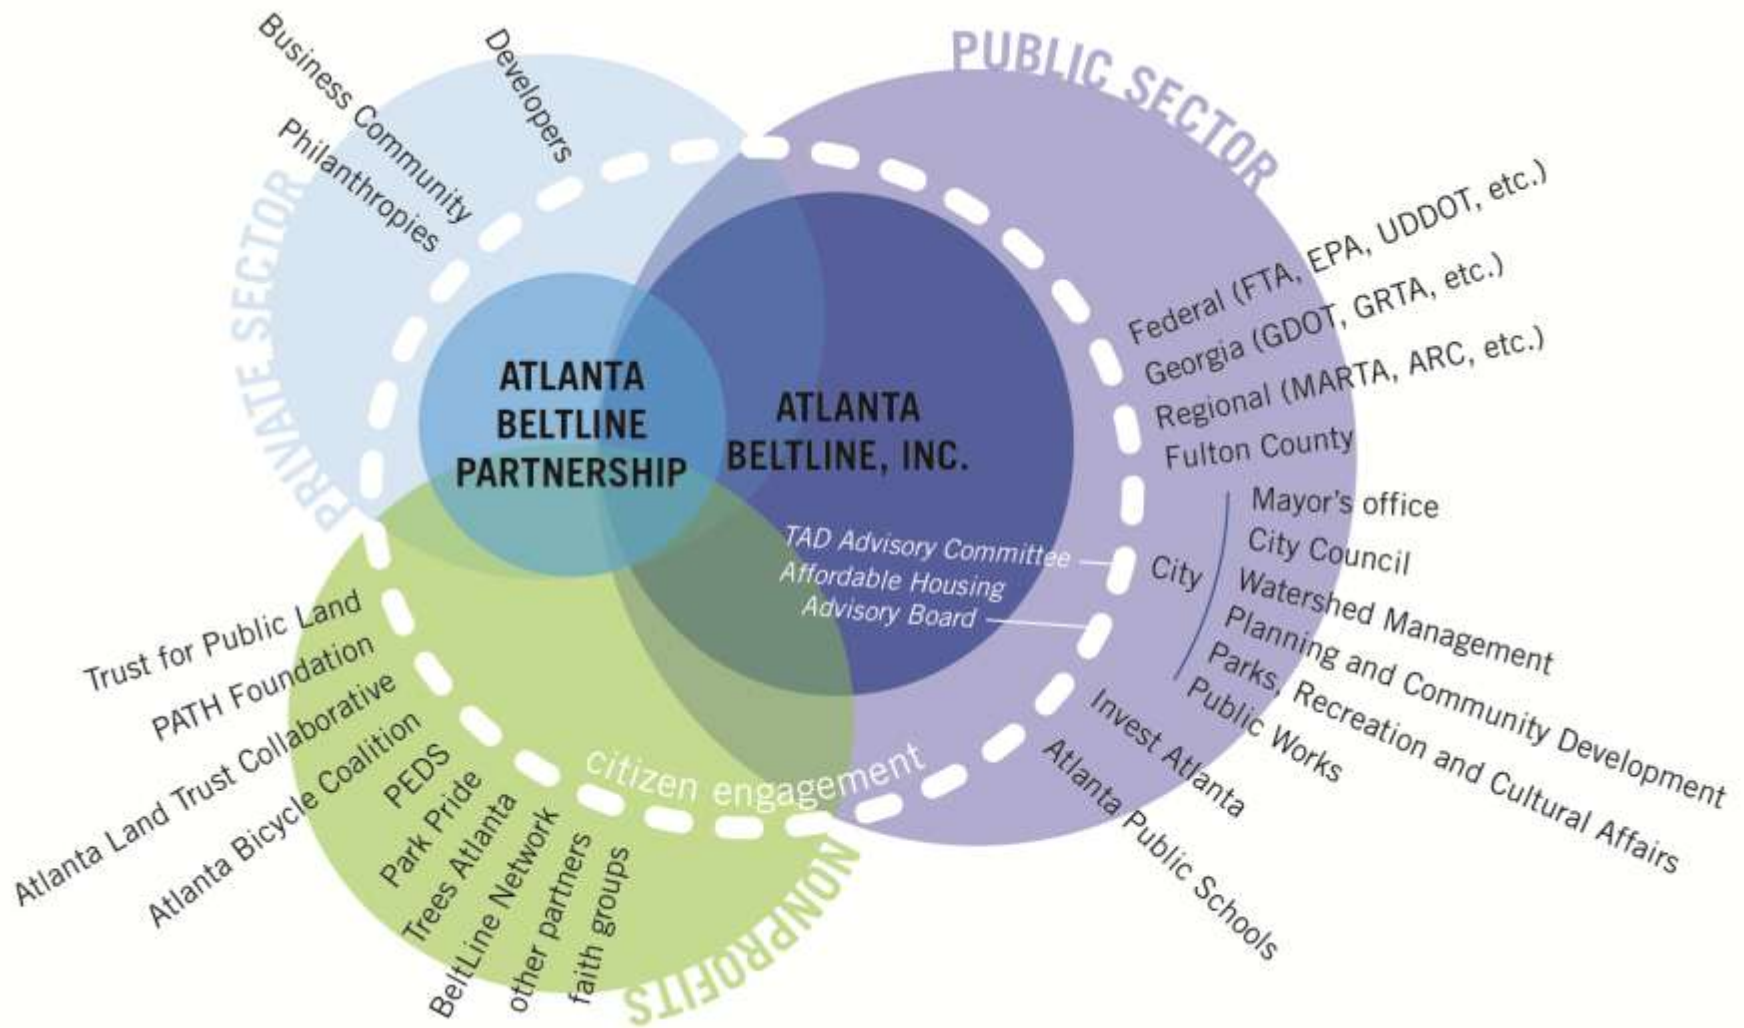 PRIVATE SECTOR
Business Community
Philanthropies
Developers
PUBLIC SECTOR
Federal (FTA, EPA, UDDOT, etc.)
Georgia (GDOT, GRTA, etc.)
Regional (MARTA, ARC, etc.)
Fulton County
City
Mayor's office
City Council
Watershed Management
Planning and Community Development
Parks, Recreation and Cultural Affairs
Public Works
Invest Atlanta
Atlanta Public Schools
ATLANTA
BELTLINE
PARTNERSHIP
ATLANTA
BELTLINE, INC.
TAD Advisory Committee
Affordable Housing
Advisory Board
citizen engagement
NONPROFITS
Trust for Public Land
PATH Foundation
Atlanta Land Trust Collaborative
Atlanta Bicycle Coalition
PEDS
Park Pride
Trees Atlanta
BeltLine Network
other partners
faith groups